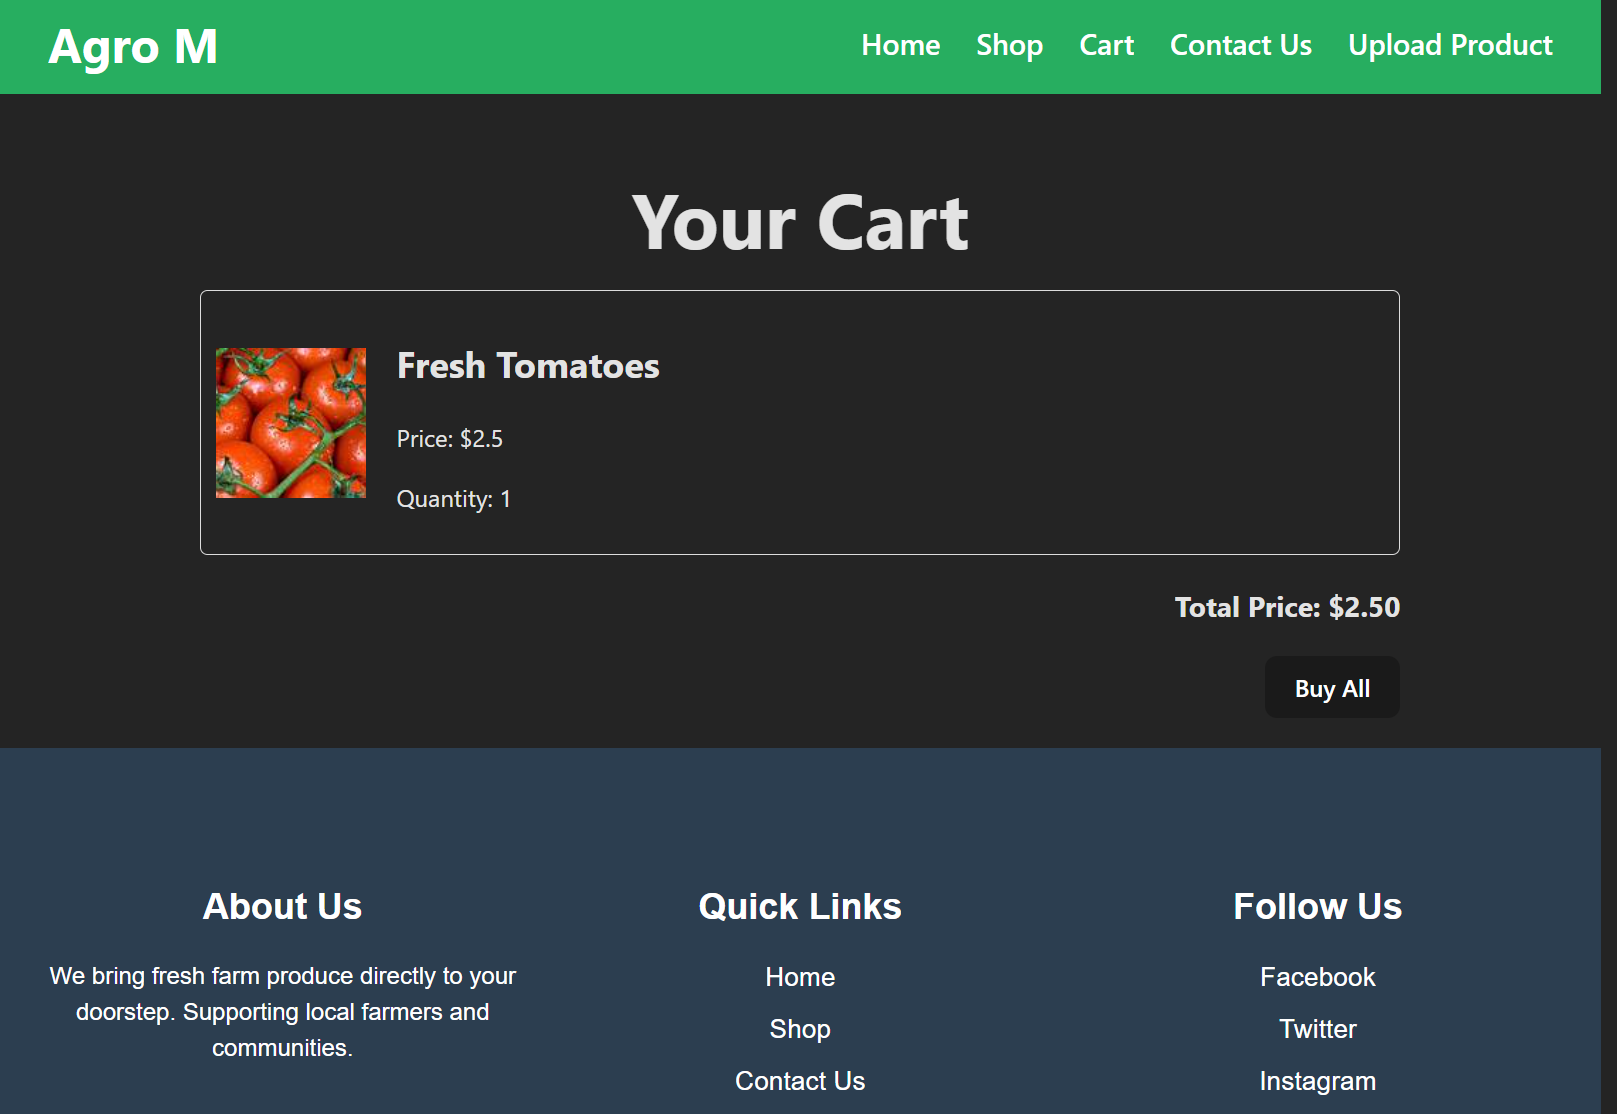 Agro M
Home Shop Cart Contact Us Upload Product
Your Cart
Fresh Tomatoes
Price: $2.5
Quantity: 1
Total Price: $2.50
Buy All
About Us
We bring fresh farm produce directly to your
doorstep. Supporting local farmers and
communities.
Quick Links
Home
Shop
Contact Us
Follow Us
Facebook
Twitter
Instagram